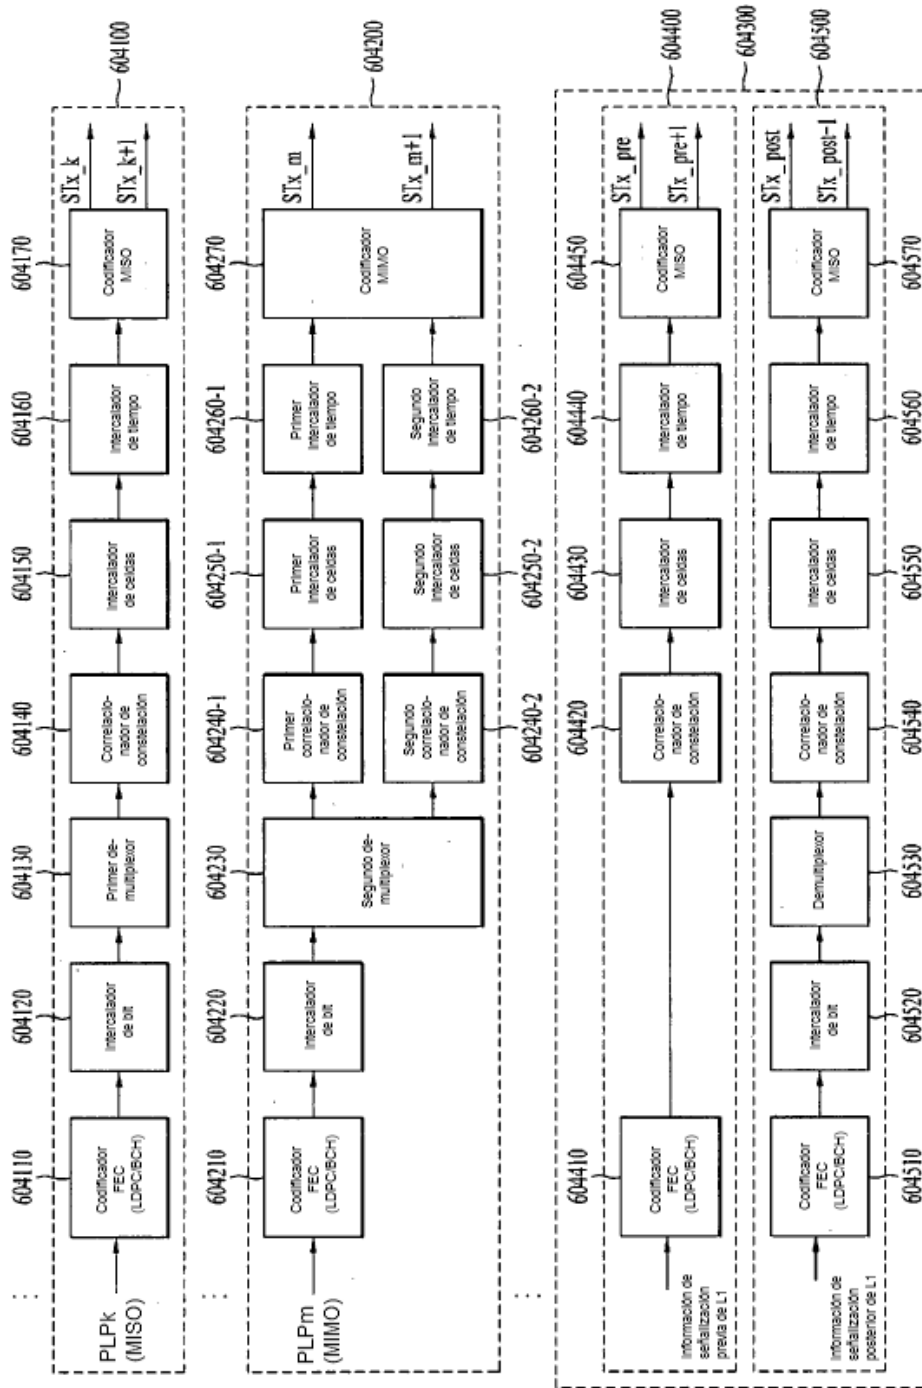 604110
604120
604130
604140
604150
604160
604170
604100
PLPk
(MISO)
Codificador
FEC
(LDPC/BCH)
Intercalador
de bit
Primer de-
multiplexor
Correlacio-
nador de
constelación
Intercalador
de celdas
Intercalador
de tiempo
Codificador
MISO
STx_k
STx_k+1
604210
604220
604230
604240-1
604250-1
604260-1
604270
604200
PLPm
(MIMO)
Codificador
FEC
(LDPC/BCH)
Intercalador
de bit
Segundo de-
multiplexor
Primer
correlacio-
nador de
constelación
Primer
Intercalador
de celdas
Primer
Intercalador
de tiempo
Segundo
correlacio-
nador de
constelación
Segundo
Intercalador
de celdas
Segundo
Intercalador
de tiempo
Codificador
MIMO
STx_m
STx_m+1
604240-2
604250-2
604260-2
604410
604420
604430
604440
604450
604400
604300
Información de
señalización
previa de L1
Codificador
FEC
(LDPC/BCH)
Correlacio-
nador de
constelación
Intercalador
de celdas
Intercalador
de tiempo
Codificador
MISO
STx_pre
STx_pre+1
604500
Información de
señalización
posterior de L1
Codificador
FEC
(LDPC/BCH)
Intercalador
de bit
Demultiplexor
Correlacio-
nador de
constelación
Intercalador
de celdas
Intercalador
de tiempo
Codificador
MISO
STx_post
STx_post-1
604510
604520
604530
604540
604550
604560
604570